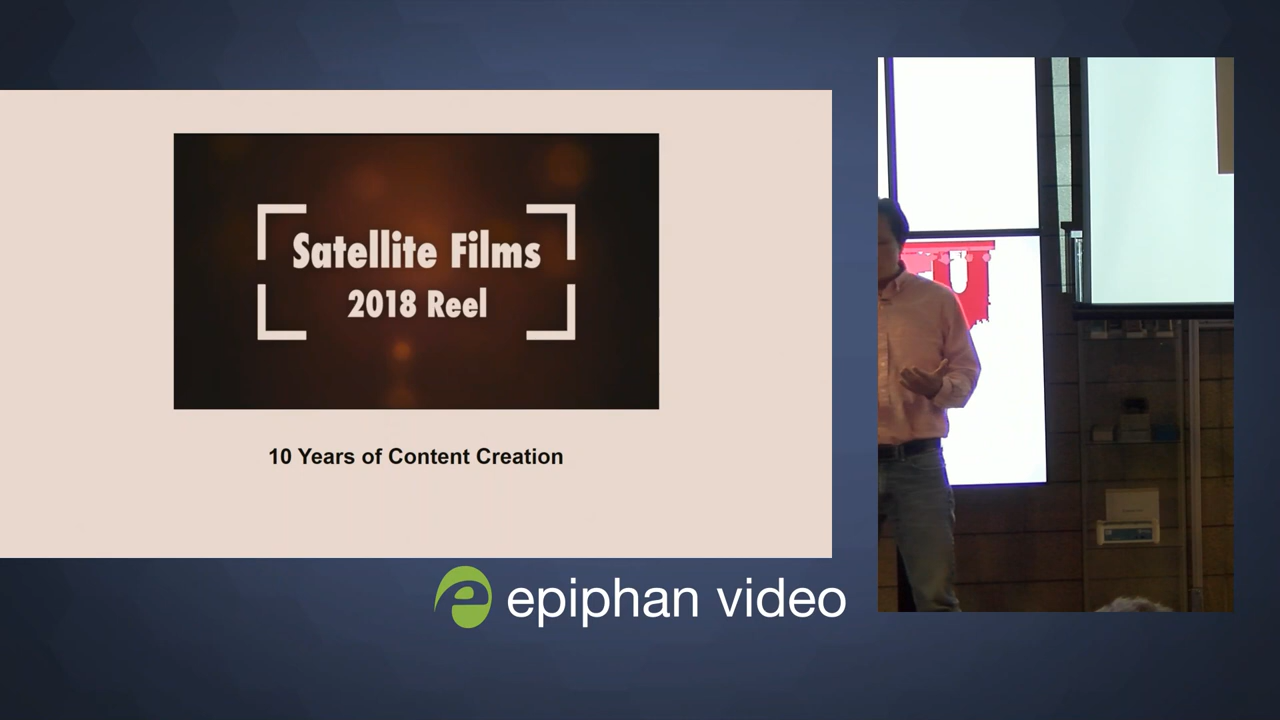 Satellite Films
2018 Reel
10 Years of Content Creation
epiphan video